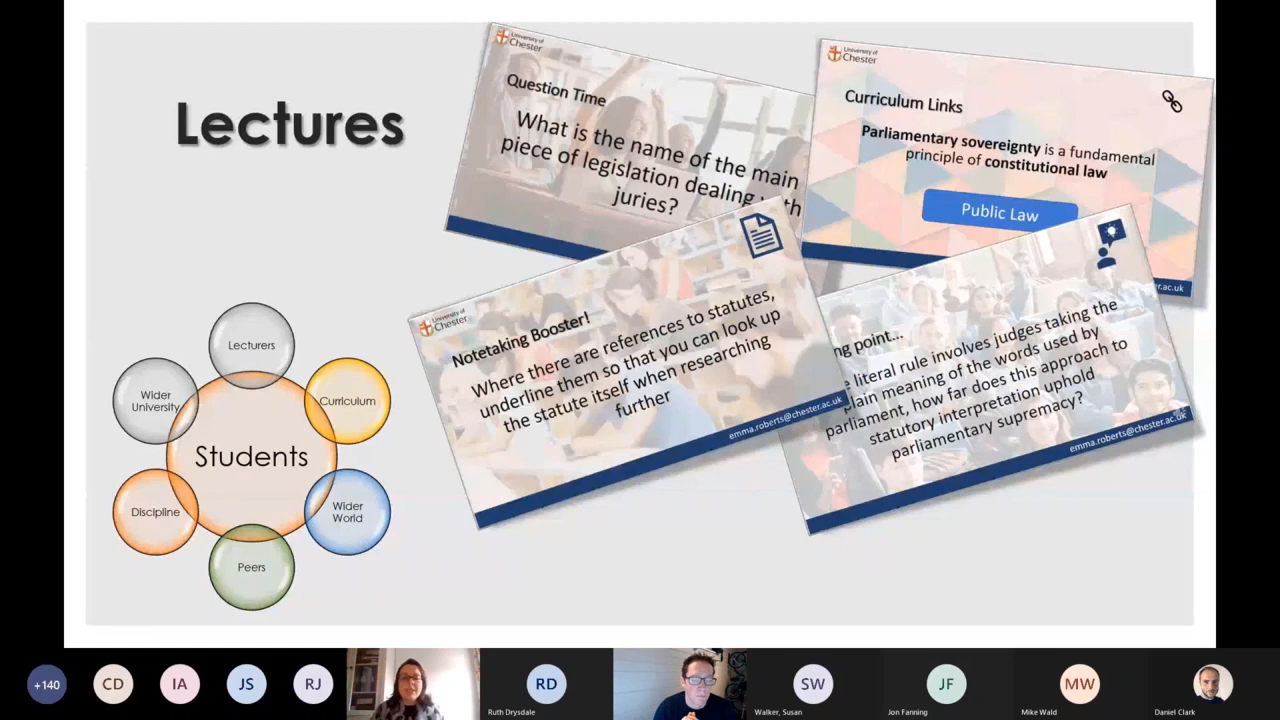 Lectures
University of
Chester
Question Time
What is the name of the main
piece of legislation dealing with
juries?
University of
Chester
Curriculum Links
Parliamentary sovereignty is a fundamental
principle of constitutional law
Public Law
.ac.uk
University of
Chester
Notetaking Booster!
Where there are references to statutes,
underline them so that you can look up
the statute itself when researching
further
emma.roberts@chester.ac.uk
ng point...
e literal rule involves judges taking the
plain meaning of the words used by
parliament, how far does this approach to
statutory interpretation uphold
parliamentary supremacy?
emma.roberts@chester.ac.uk
Lecturers
Wider
University
Curriculum
Students
Discipline
Wider
World
Peers
+140
CD
IA
JS
RJ
RD
Ruth Drysdale
SW
Walker, Susan
JF
Jon Fanning
MW
Mike Wald
Daniel Clark